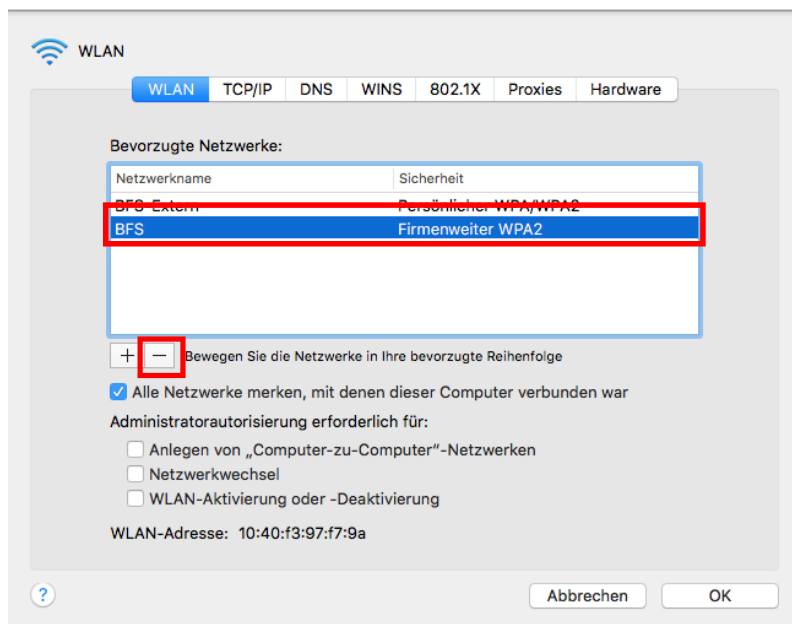 WLAN
WLAN TCP/IP DNS WINS 802.1X Proxies Hardware
Bevorzugte Netzwerke:
Netzwerkname Sicherheit
BFS-Extern Persönlicher WPA/WPA2
BFS Firmenweiter WPA2
+ − Bewegen Sie die Netzwerke in Ihre bevorzugte Reihenfolge
Alle Netzwerke merken, mit denen dieser Computer verbunden war
Administratorautorisierung erforderlich für:
Anlegen von „Computer-zu-Computer“-Netzwerken
Netzwerkwechsel
WLAN-Aktivierung oder -Deaktivierung
WLAN-Adresse: 10:40:f3:97:f7:9a
? Abbrechen OK